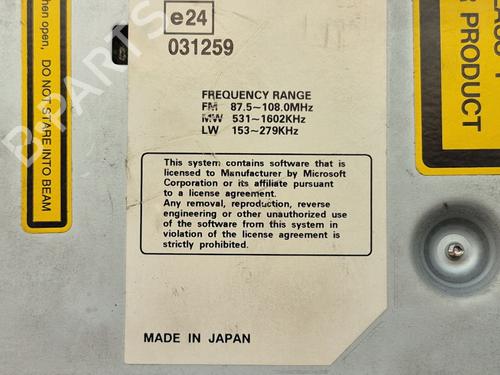 hen open, DO NOT STARE INTO BEAM
e24
031259
FREQUENCY RANGE
FM 87.5~108.0MHz
MW 531~1602KHz
LW 153~279KHz
This system contains software that is
licensed to Manufacturer by Microsoft
Corporation or its affiliate pursuant
to a license agreement.
Any removal, reproduction, reverse
engineering or other unauthorized use
of the software from this system in
violation of the license agreement is
strictly prohibited.
MADE IN JAPAN
R PRODUCT
B-PARTS